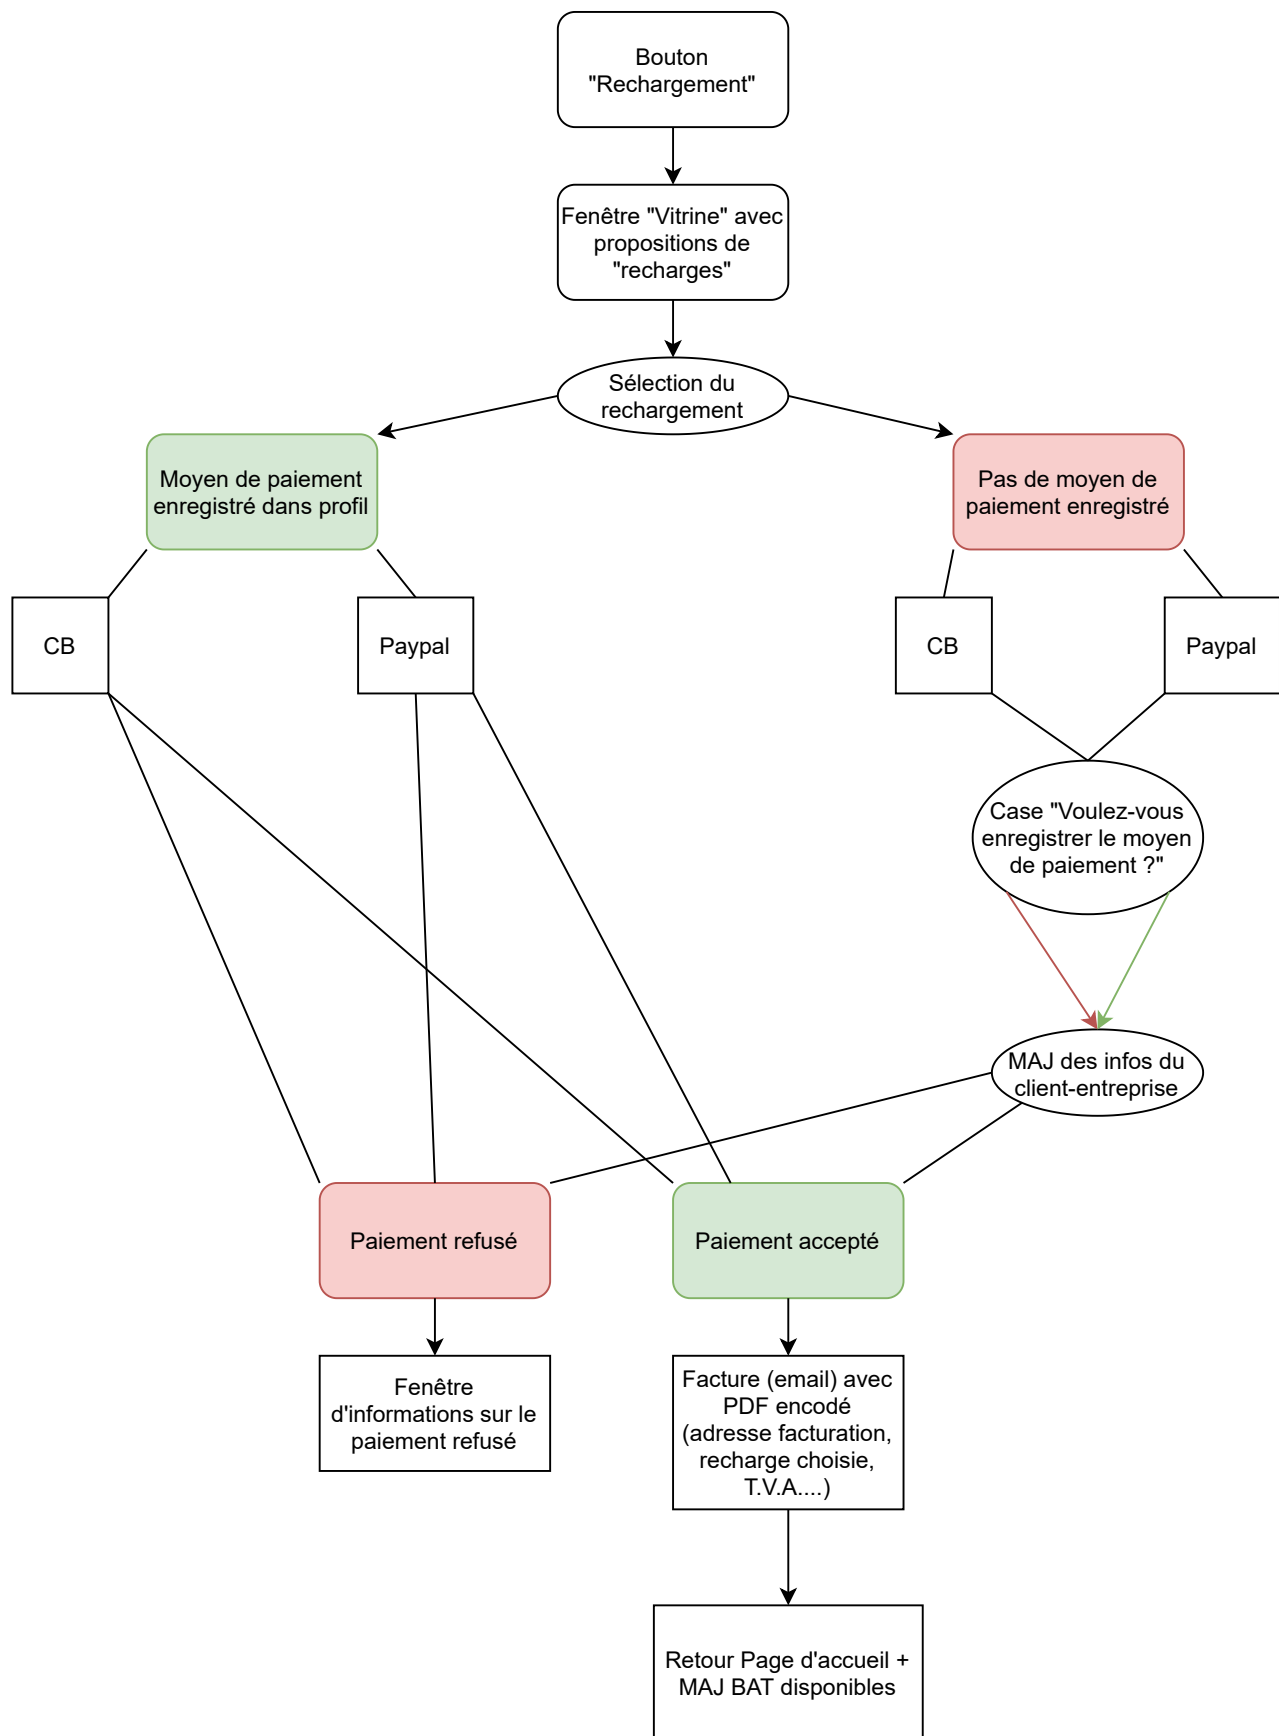 Bouton
"Rechargement"
Fenêtre "Vitrine" avec
propositions de
"recharges"
Sélection du
rechargement
Moyen de paiement
enregistré dans profil
Pas de moyen de
paiement enregistré
CB
Paypal
CB
Paypal
Case "Voulez-vous
enregistrer le moyen
de paiement ?"
MAJ des infos du
client-entreprise
Paiement refusé
Paiement accepté
Fenêtre
d'informations sur le
paiement refusé
Facture (email) avec
PDF encodé
(adresse facturation,
recharge choisie,
T.V.A....)
Retour Page d'accueil +
MAJ BAT disponibles